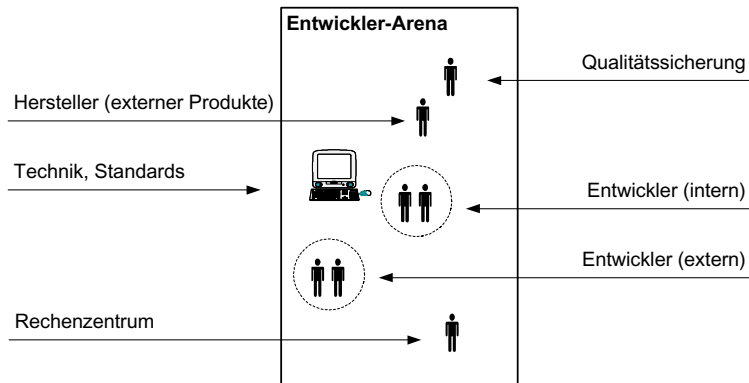 Entwickler-Arena
Qualitätssicherung
Hersteller (externer Produkte)
Technik, Standards
Entwickler (intern)
Entwickler (extern)
Rechenzentrum